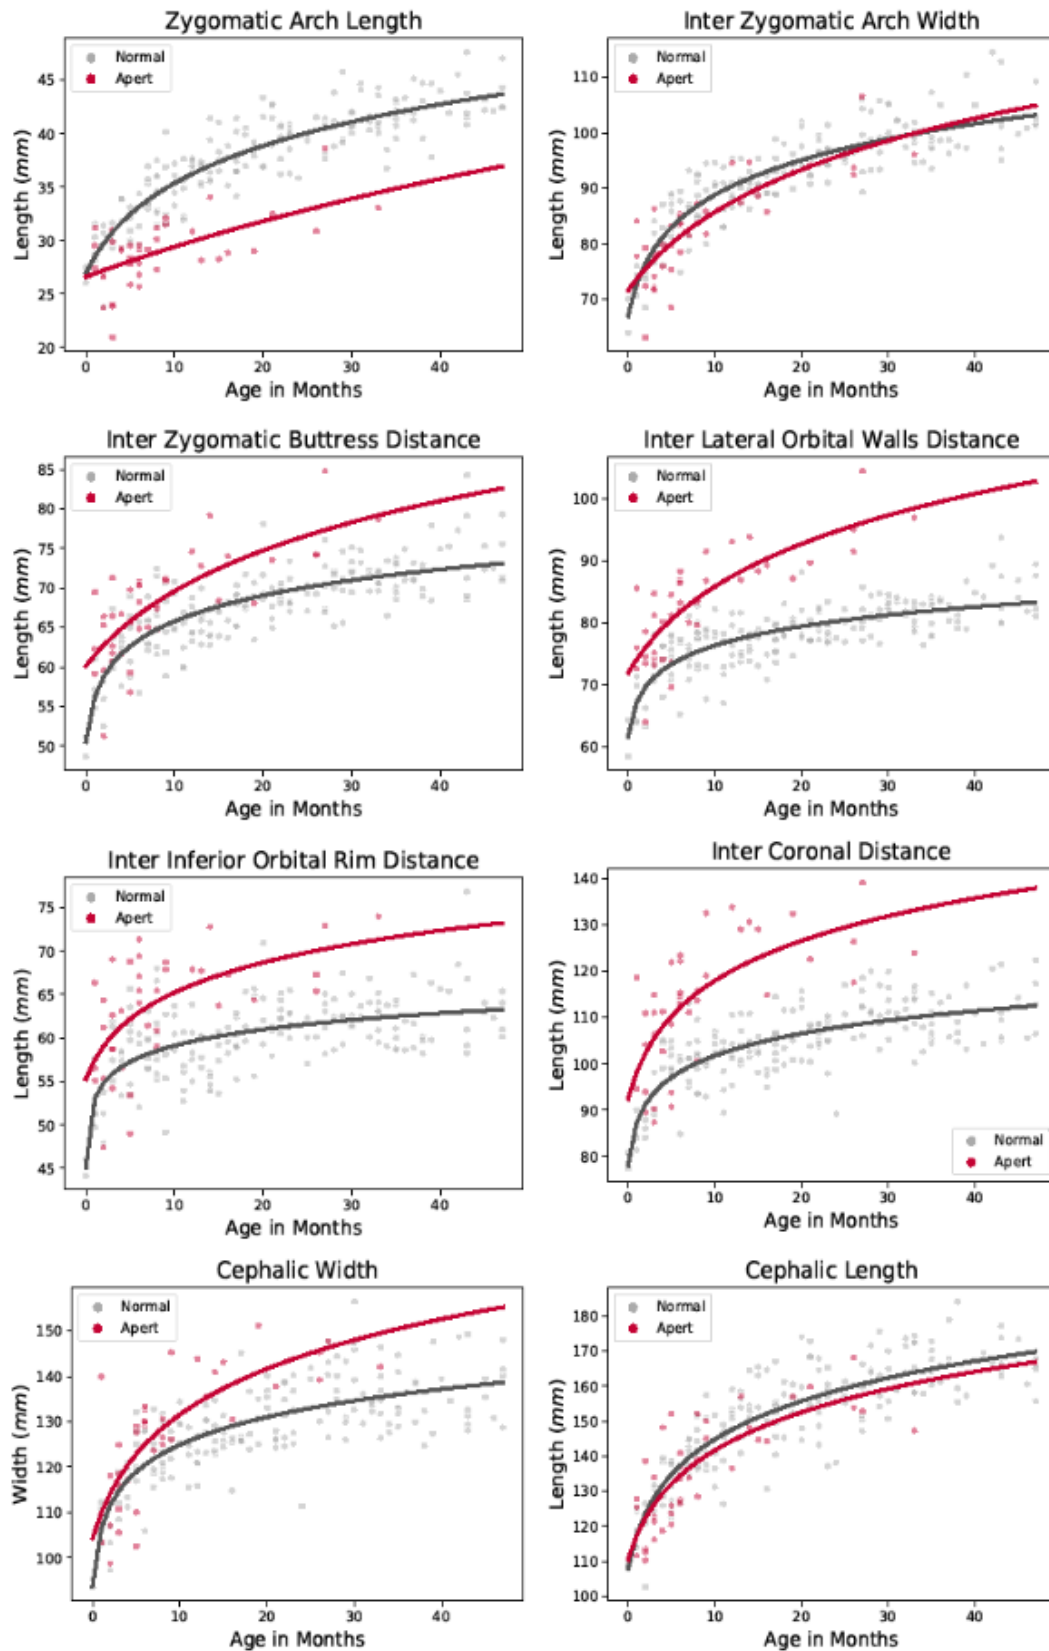 Zygomatic Arch Length
Normal
Apert
Length (mm)
45
40
35
30
25
20
0 20 40
Age in Months
Inter Zygomatic Arch Width
Normal
Apert
Length (mm)
110
100
90
80
70
0 10 20 30 40
Age in Months
Inter Zygomatic Buttress Distance
Normal
Apert
Length (mm)
85
80
75
70
65
60
55
50
0 20 40
Age in Months
Inter Lateral Orbital Walls Distance
Normal
Apert
Length (mm)
100
90
80
70
60
0 10 20 30 40
Age in Months
Inter Inferior Orbital Rim Distance
Normal
Apert
Length (mm)
75
70
65
60
55
50
45
0 20 40
Age in Months
Inter Coronal Distance
Length (mm)
140
130
120
110
100
90
80
Normal
Apert
0 10 20 30 40
Age in Months
Cephalic Width
Normal
Apert
Width (mm)
150
140
130
120
110
100
0 10 20 30 40
Age in Months
Cephalic Length
Normal
Apert
Length (mm)
180
170
160
150
140
130
120
110
100
0 10 20 30 40
Age in Months